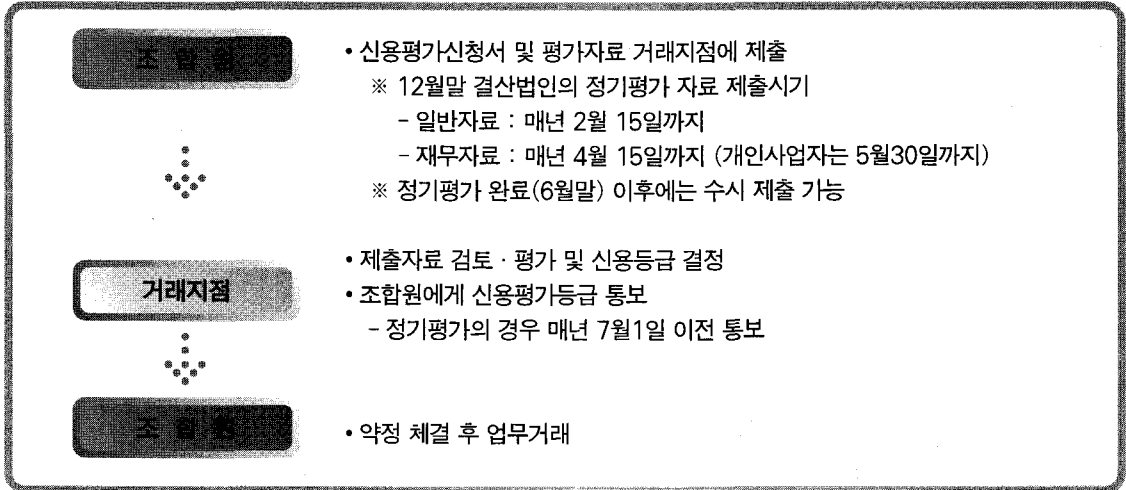 조 합 원
• 신용평가신청서 및 평가자료 거래지점에 제출
※ 12월말 결산법인의 정기평가 자료 제출시기
- 일반자료 : 매년 2월 15일까지
- 재무자료 : 매년 4월 15일까지 (개인사업자는 5월30일까지)
※ 정기평가 완료(6월말) 이후에는 수시 제출 가능
거래지점
• 제출자료 검토 · 평가 및 신용등급 결정
• 조합원에게 신용평가등급 통보
- 정기평가의 경우 매년 7월1일 이전 통보
조 합 원
• 약정 체결 후 업무거래